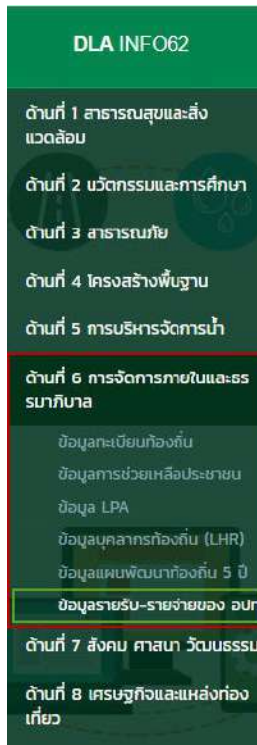 DLA INFO62
ด้านที่ 1 สาธารณสุขและสิ่ง
แวดล้อม
ด้านที่ 2 นวัตกรรมและการศึกษา
ด้านที่ 3 สาธารณภัย
ด้านที่ 4 โครงสร้างพื้นฐาน
ด้านที่ 5 การบริหารจัดการน้ำ
ด้านที่ 6 การจัดการภายในและธร
รมาภิบาล
ข้อมูลทะเบียนท้องถิ่น
ข้อมูลการช่วยเหลือประชาชน
ข้อมูล LPA
ข้อมูลบุคลากรท้องถิ่น (LHR)
ข้อมูลแผนพัฒนาท้องถิ่น 5 ปี
ข้อมูลรายรับ-รายจ่ายของ อปท
ด้านที่ 7 สังคม ศาสนา วัฒนธรรม
ด้านที่ 8 เศรษฐกิจและแหล่งท่อง
เที่ยว